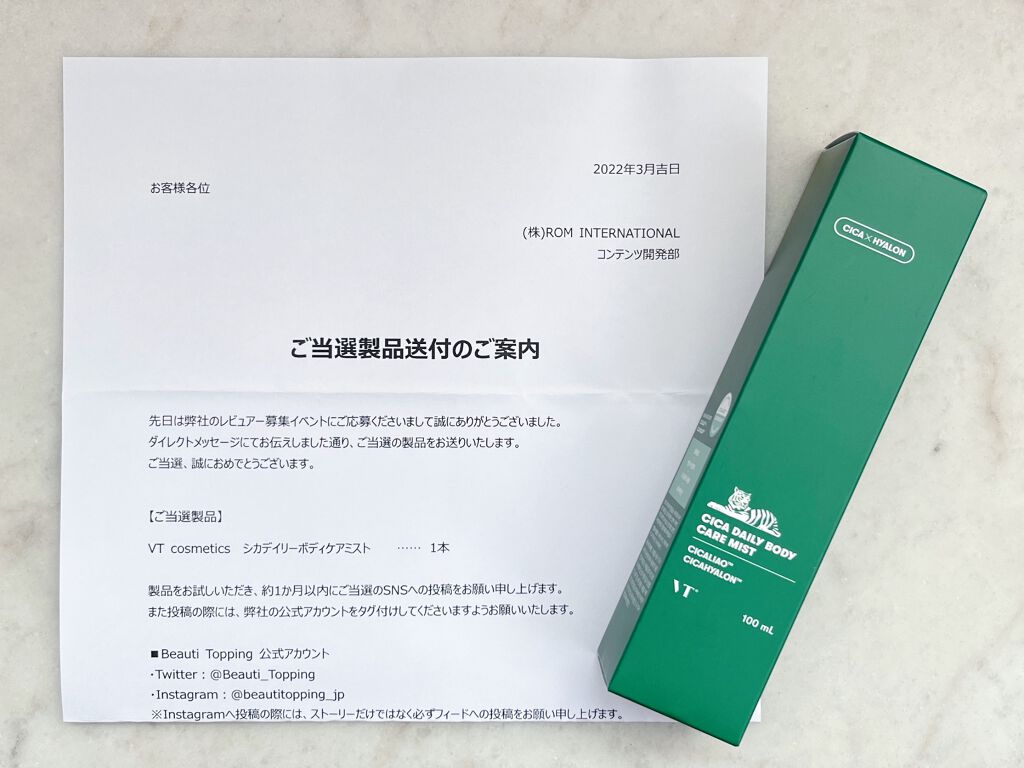 2022年3月吉日
お客様各位
(株)ROM INTERNATIONAL
コンテンツ開発部
ご当選製品送付のご案内
先日は弊社のレビュアー募集イベントにご応募くださいまして誠にありがとうございました。
ダイレクトメッセージにてお伝えしました通り、ご当選の製品をお送りいたします。
ご当選、誠におめでとうございます。
【ご当選製品】
VT cosmetics シカデイリーボディケアミスト …… 1本
製品をお試しいただき、約1か月以内にご当選のSNSへの投稿をお願い申し上げます。
また投稿の際には、弊社の公式アカウントをタグ付けしてくださいますようお願いいたします。
■Beauti Topping 公式アカウント
・Twitter：@Beauti_Topping
・Instagram：@beautitopping_jp
※Instagramへ投稿の際には、ストーリーだけではなく必ずフィードへの投稿をお願い申し上げます。
CICA × HYALON
CICA DAILY BODY
CARE MIST
CICALIAO™
CICAHYALON™
VT®
100 mL